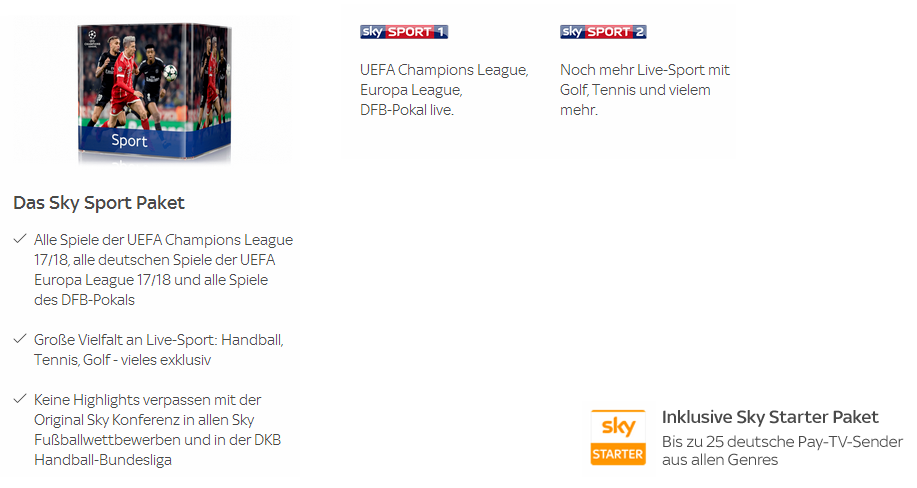 Sport
Das Sky Sport Paket
Alle Spiele der UEFA Champions League
17/18, alle deutschen Spiele der UEFA
Europa League 17/18 und alle Spiele
des DFB-Pokals
Große Vielfalt an Live-Sport: Handball,
Tennis, Golf - vieles exklusiv
Keine Highlights verpassen mit der
Original Sky Konferenz in allen Sky
Fußballwettbewerben und in der DKB
Handball-Bundesliga
sky SPORT 1
UEFA Champions League,
Europa League,
DFB-Pokal live.
sky SPORT 2
Noch mehr Live-Sport mit
Golf, Tennis und vielem
mehr.
sky
STARTER
Inklusive Sky Starter Paket
Bis zu 25 deutsche Pay-TV-Sender
aus allen Genres